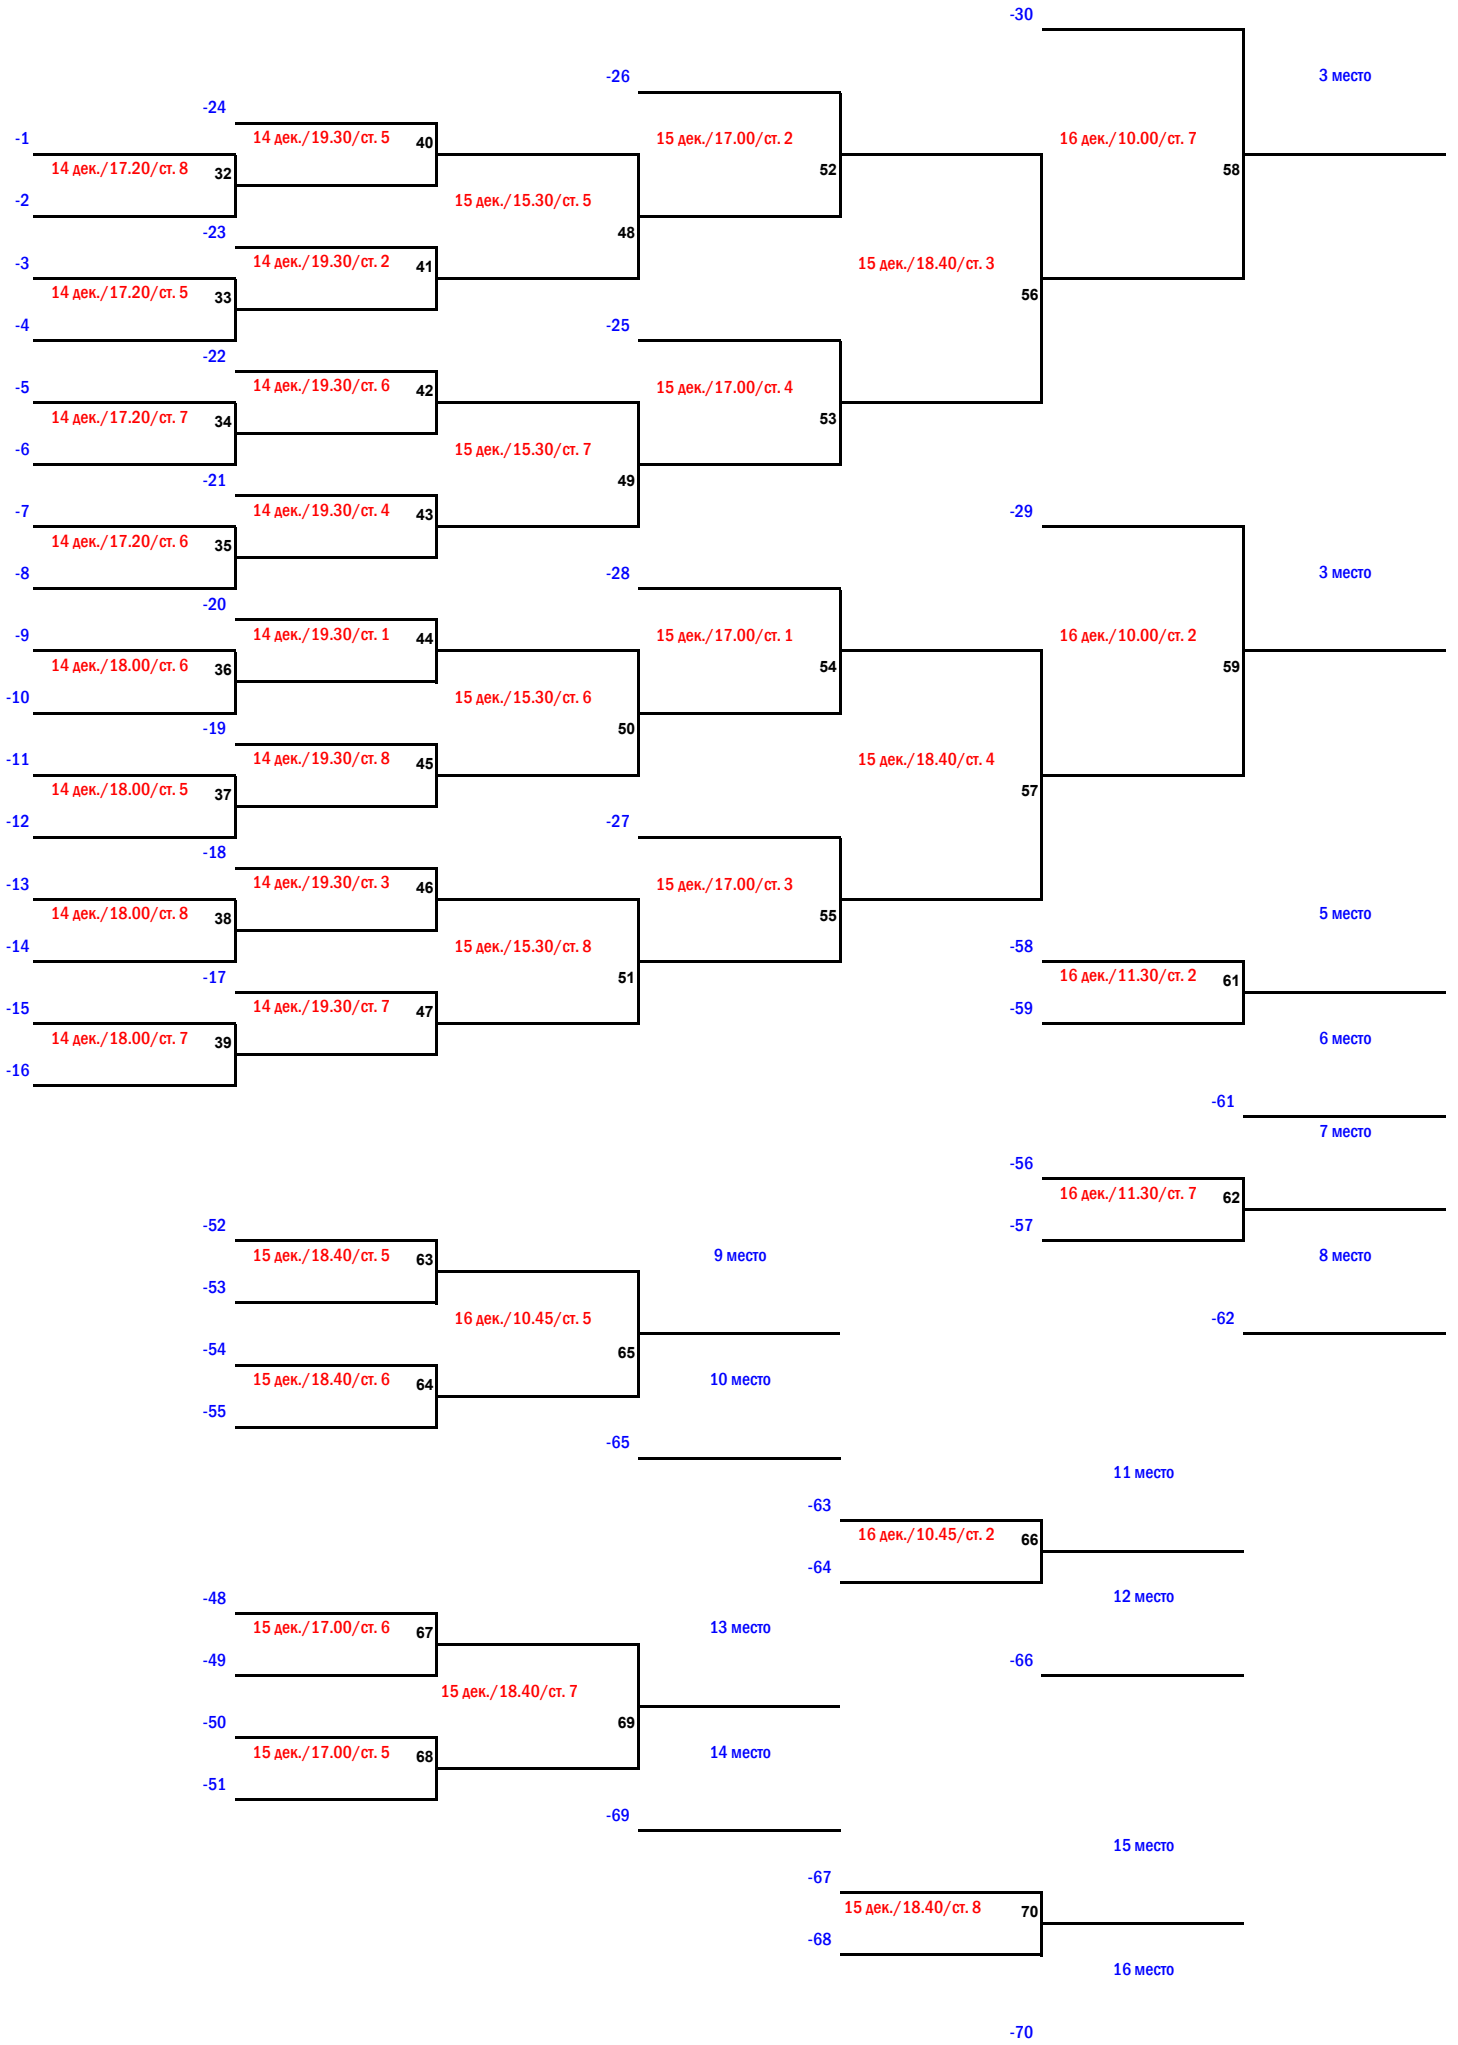 -30
-26
3 место
-24
14 дек./19.30/ст. 5
40
-1
15 дек./17.00/ст. 2
16 дек./10.00/ст. 7
14 дек./17.20/ст. 8
32
52
58
-2
15 дек./15.30/ст. 5
-23
48
14 дек./19.30/ст. 2
41
-3
15 дек./18.40/ст. 3
14 дек./17.20/ст. 5
33
56
-4
-25
-22
14 дек./19.30/ст. 6
42
-5
15 дек./17.00/ст. 4
14 дек./17.20/ст. 7
34
53
-6
15 дек./15.30/ст. 7
-21
49
14 дек./19.30/ст. 4
43
-7
-29
14 дек./17.20/ст. 6
35
-8
-28
3 место
-20
14 дек./19.30/ст. 1
44
-9
15 дек./17.00/ст. 1
16 дек./10.00/ст. 2
14 дек./18.00/ст. 6
36
54
59
-10
15 дек./15.30/ст. 6
-19
50
14 дек./19.30/ст. 8
45
-11
15 дек./18.40/ст. 4
14 дек./18.00/ст. 5
37
57
-12
-27
-18
14 дек./19.30/ст. 3
46
-13
15 дек./17.00/ст. 3
14 дек./18.00/ст. 8
38
55
5 место
-14
15 дек./15.30/ст. 8
-58
-17
51
16 дек./11.30/ст. 2
61
14 дек./19.30/ст. 7
47
-15
-59
14 дек./18.00/ст. 7
39
6 место
-16
-61
7 место
-56
16 дек./11.30/ст. 7
62
-52
-57
15 дек./18.40/ст. 5
63
9 место
8 место
-53
16 дек./10.45/ст. 5
-62
-54
65
15 дек./18.40/ст. 6
64
10 место
-55
-65
11 место
-63
16 дек./10.45/ст. 2
66
-64
-48
12 место
15 дек./17.00/ст. 6
67
13 место
-49
-66
15 дек./18.40/ст. 7
-50
69
15 дек./17.00/ст. 5
68
14 место
-51
-69
15 место
-67
15 дек./18.40/ст. 8
70
-68
16 место
-70